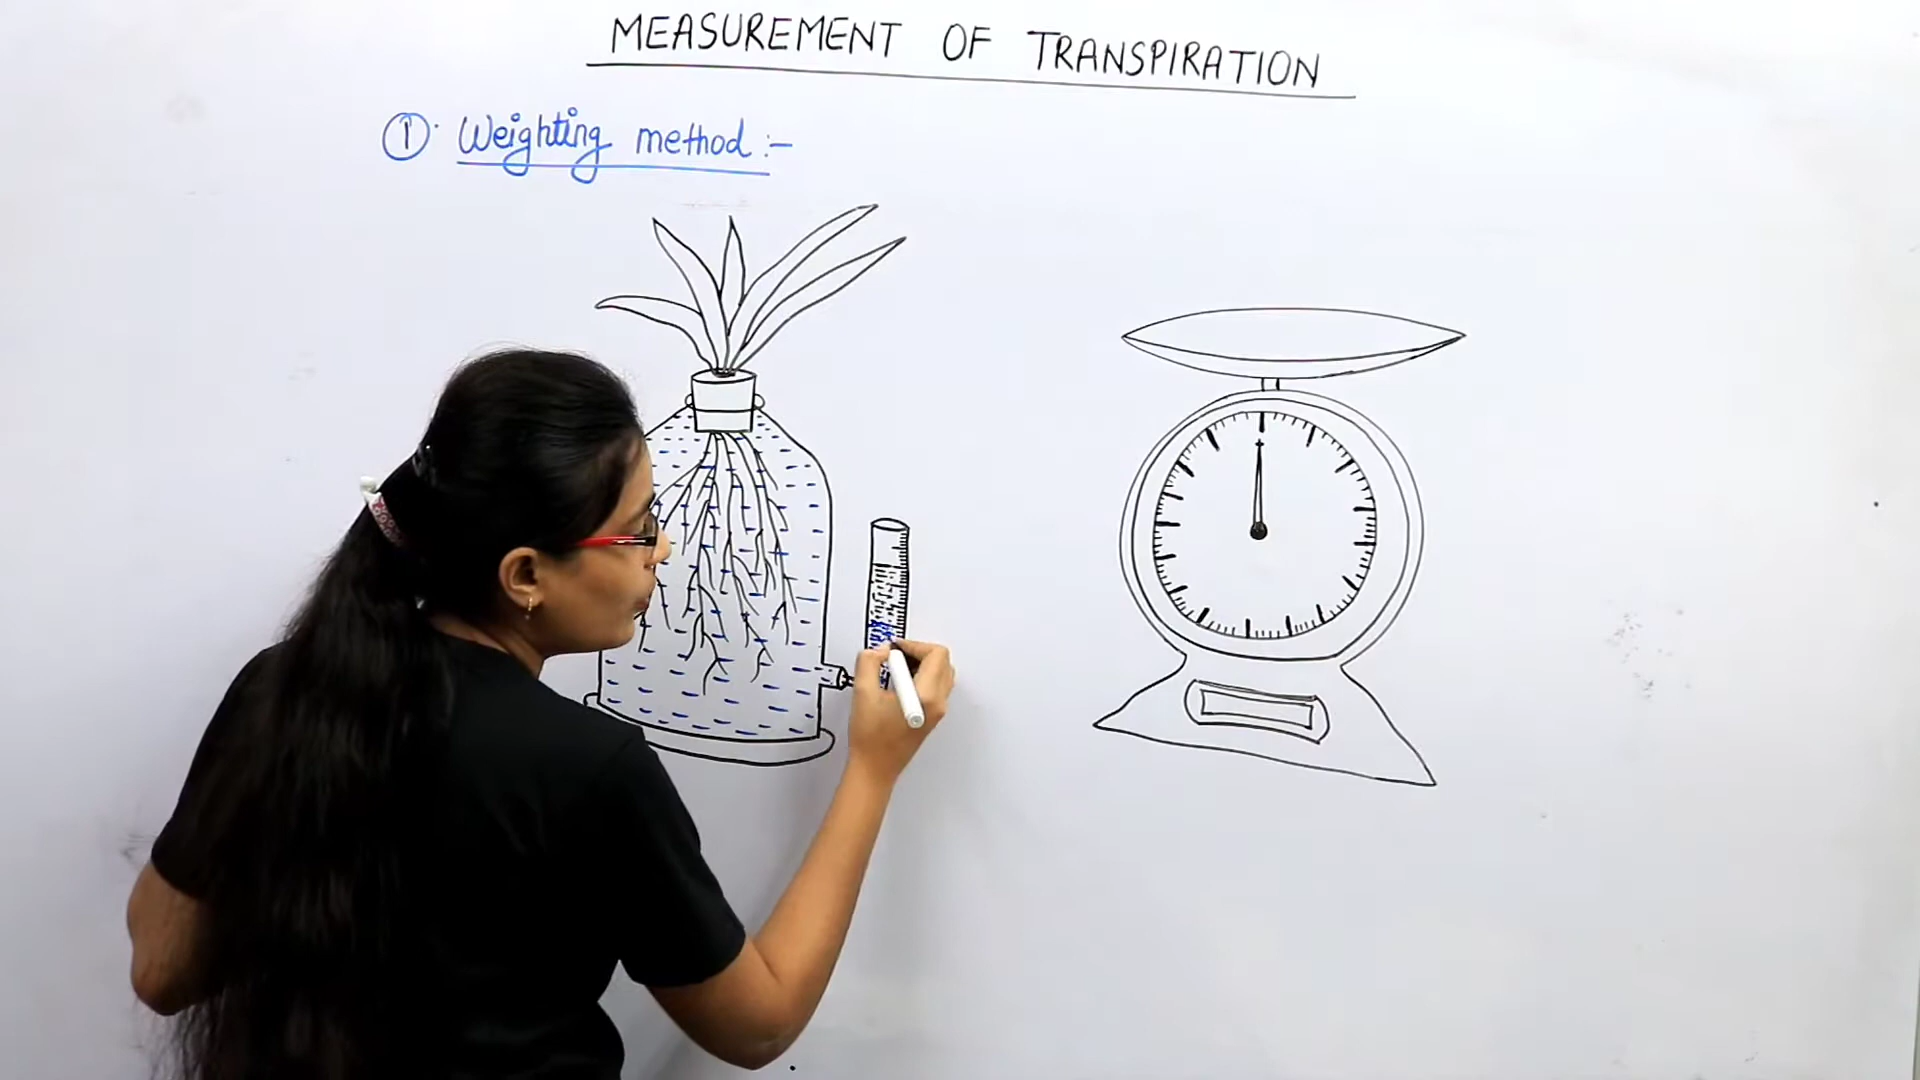 MEASUREMENT OF TRANSPIRATION
① Weighting method :-